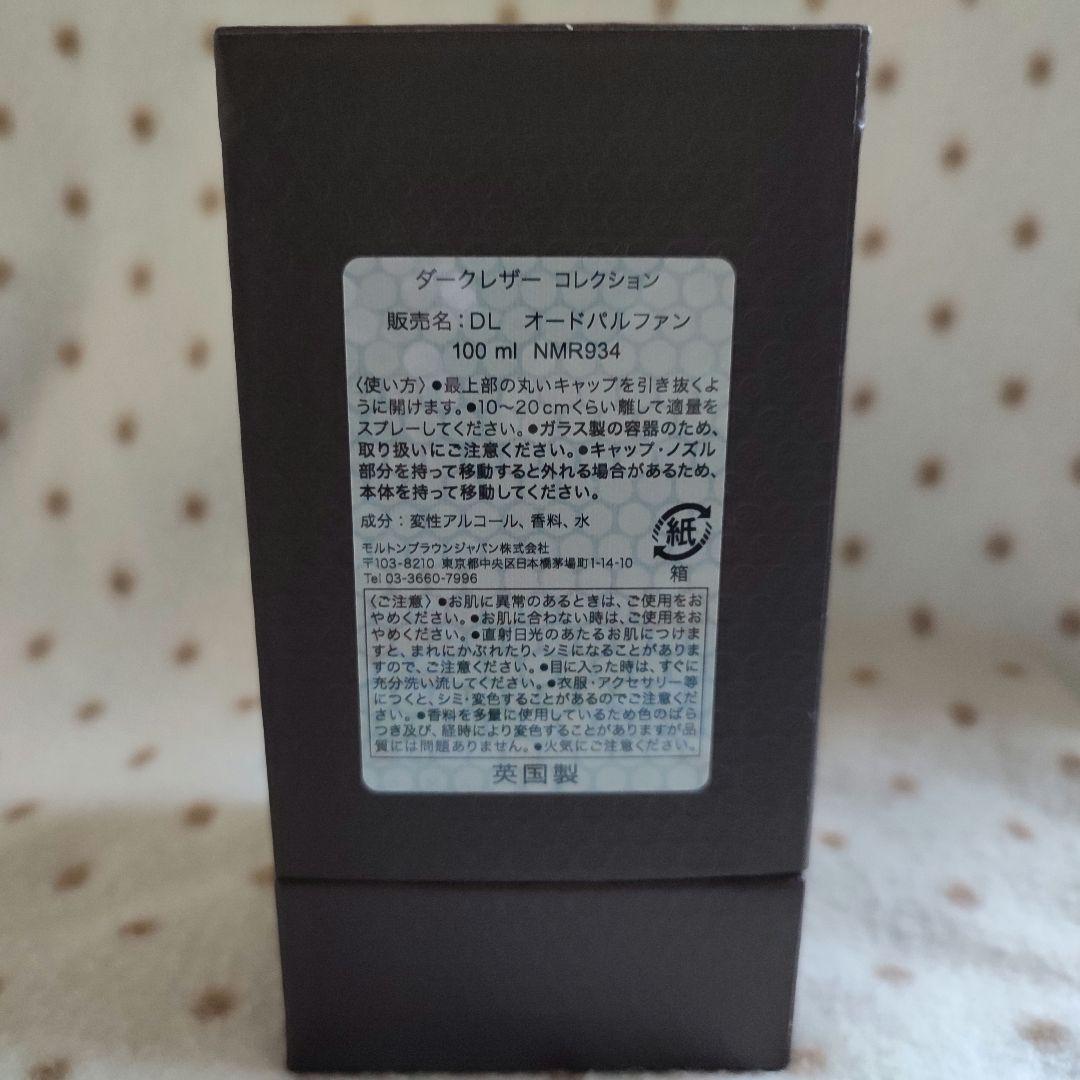 ダークレザー コレクション
販売名：DL　オードパルファン
100 ml NMR934
〈使い方〉●最上部の丸いキャップを引き抜くよ
うに開けます。●10〜20cmくらい離して適量を
スプレーしてください。●ガラス製の容器のため、
取り扱いにご注意ください。●キャップ・ノズル
部分を持って移動すると外れる場合があるため、
本体を持って移動してください。
成分：変性アルコール、香料、水
紙
箱
モルトンブラウンジャパン株式会社
〒103-8210 東京都中央区日本橋茅場町1-14-10
Tel 03-3660-7996
〈ご注意〉●お肌に異常のあるときは、ご使用をお
やめください。●お肌に合わない時は、ご使用をお
やめください。●直射日光のあたるお肌につけま
すと、まれにかぶれたり、シミになることがありま
すので、ご注意ください。●目に入った時は、すぐに
充分洗い流してください。●衣服・アクセサリー等
につくと、シミ・変色することがあるのでご注意くだ
さい。●香料を多量に使用しているため色のばら
つき及び、経時により変色することがありますが品
質には問題ありません。●火気にご注意ください。
英国製